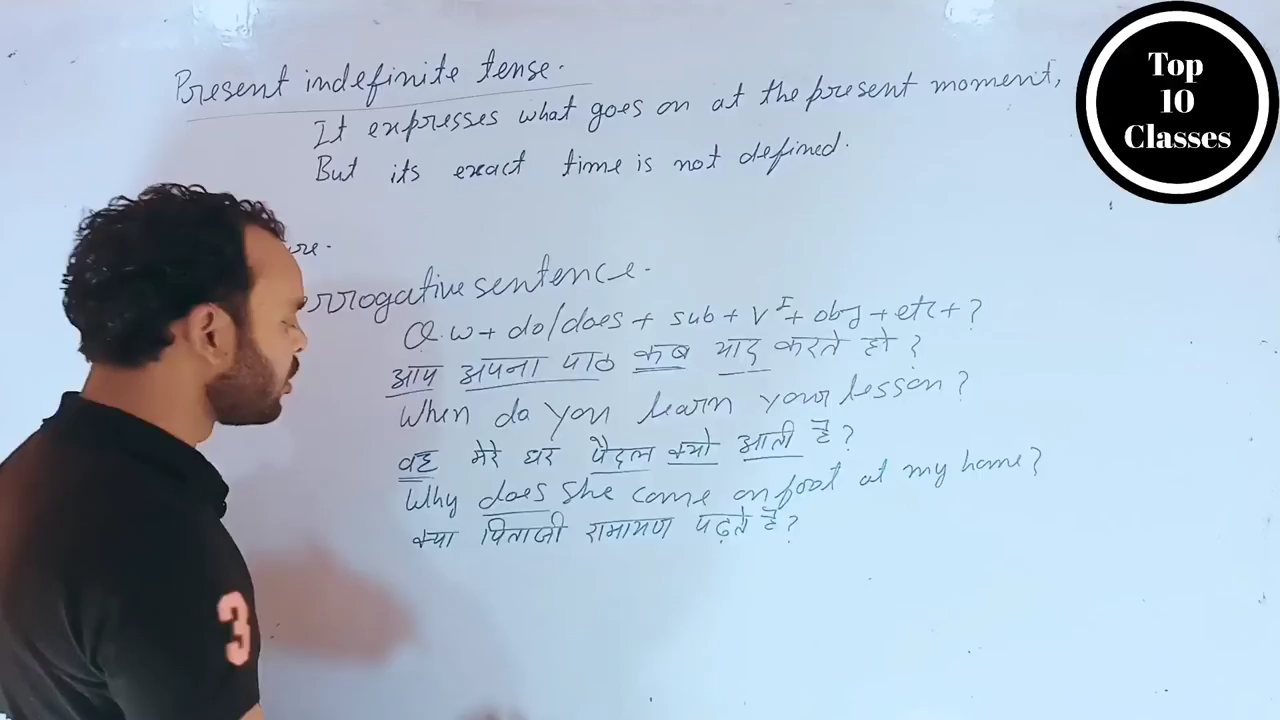 Present indefinite tense.
It expresses what goes on at the present moment,
But its exact time is not defined.
ure.
errogative sentence.
Q.w + do/does + sub + V I + obj + etc + ?
आप अपना पाठ कब याद करते हो ?
When do you learn your lesson ?
वह मेरे घर पैदल क्यो आती है ?
Why does she come on foot at my home ?
क्या पिताजी रामायण पढ़ते है ?
Top
10
Classes
3